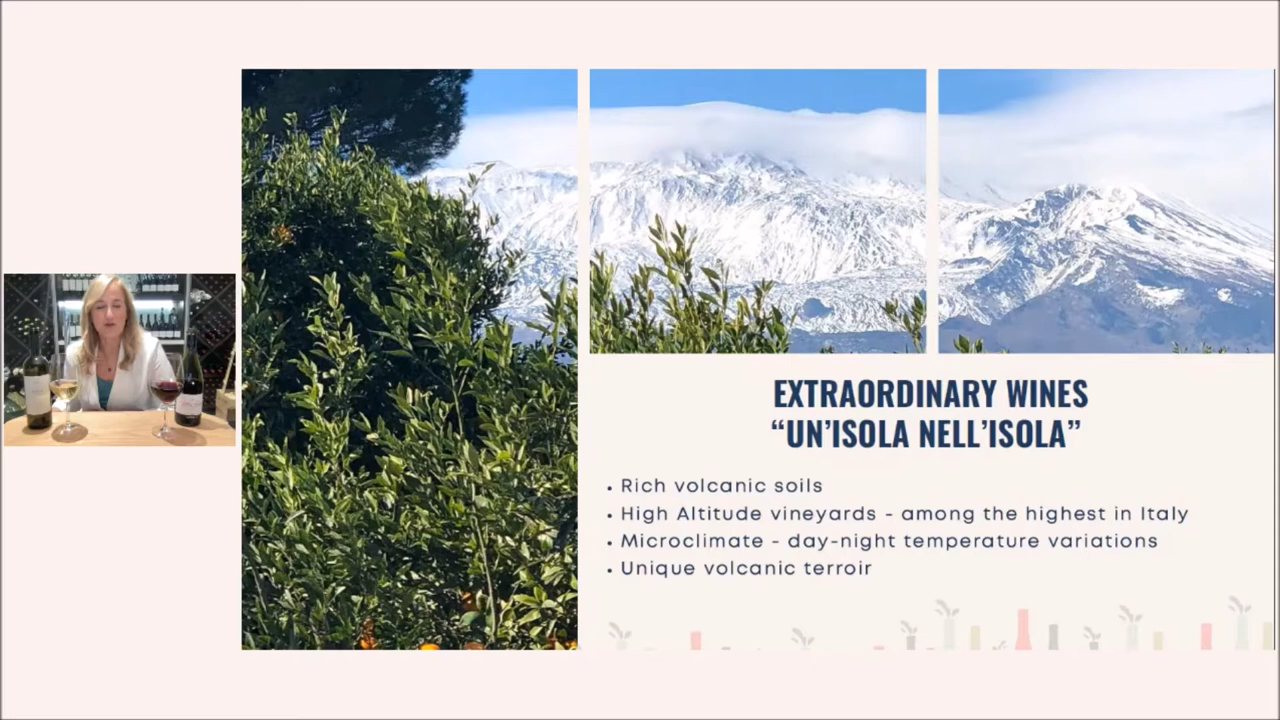 EXTRAORDINARY WINES
“UN’ISOLA NELL’ISOLA”
• Rich volcanic soils
• High Altitude vineyards - among the highest in Italy
• Microclimate - day-night temperature variations
• Unique volcanic terroir